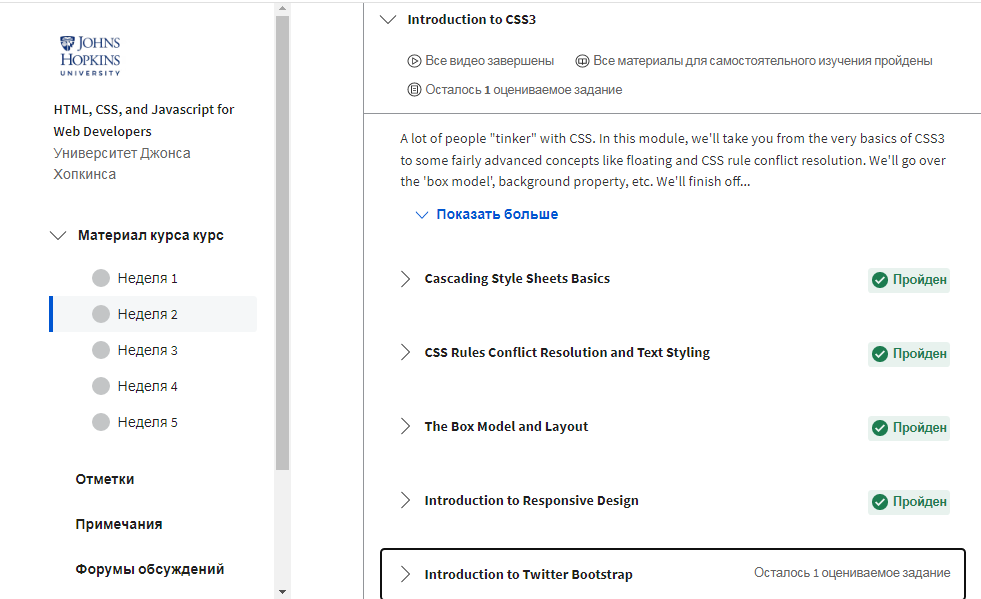 JOHNS
HOPKINS
UNIVERSITY
HTML, CSS, and Javascript for
Web Developers
Университет Джонса
Хопкинса
Материал курса курс
Неделя 1
Неделя 2
Неделя 3
Неделя 4
Неделя 5
Отметки
Примечания
Форумы обсуждений
Introduction to CSS3
Все видео завершены
Все материалы для самостоятельного изучения пройдены
Осталось 1 оцениваемое задание
A lot of people "tinker" with CSS. In this module, we'll take you from the very basics of CSS3
to some fairly advanced concepts like floating and CSS rule conflict resolution. We'll go over
the 'box model', background property, etc. We'll finish off...
Показать больше
Cascading Style Sheets Basics
Пройден
CSS Rules Conflict Resolution and Text Styling
Пройден
The Box Model and Layout
Пройден
Introduction to Responsive Design
Пройден
Introduction to Twitter Bootstrap
Осталось 1 оцениваемое задание